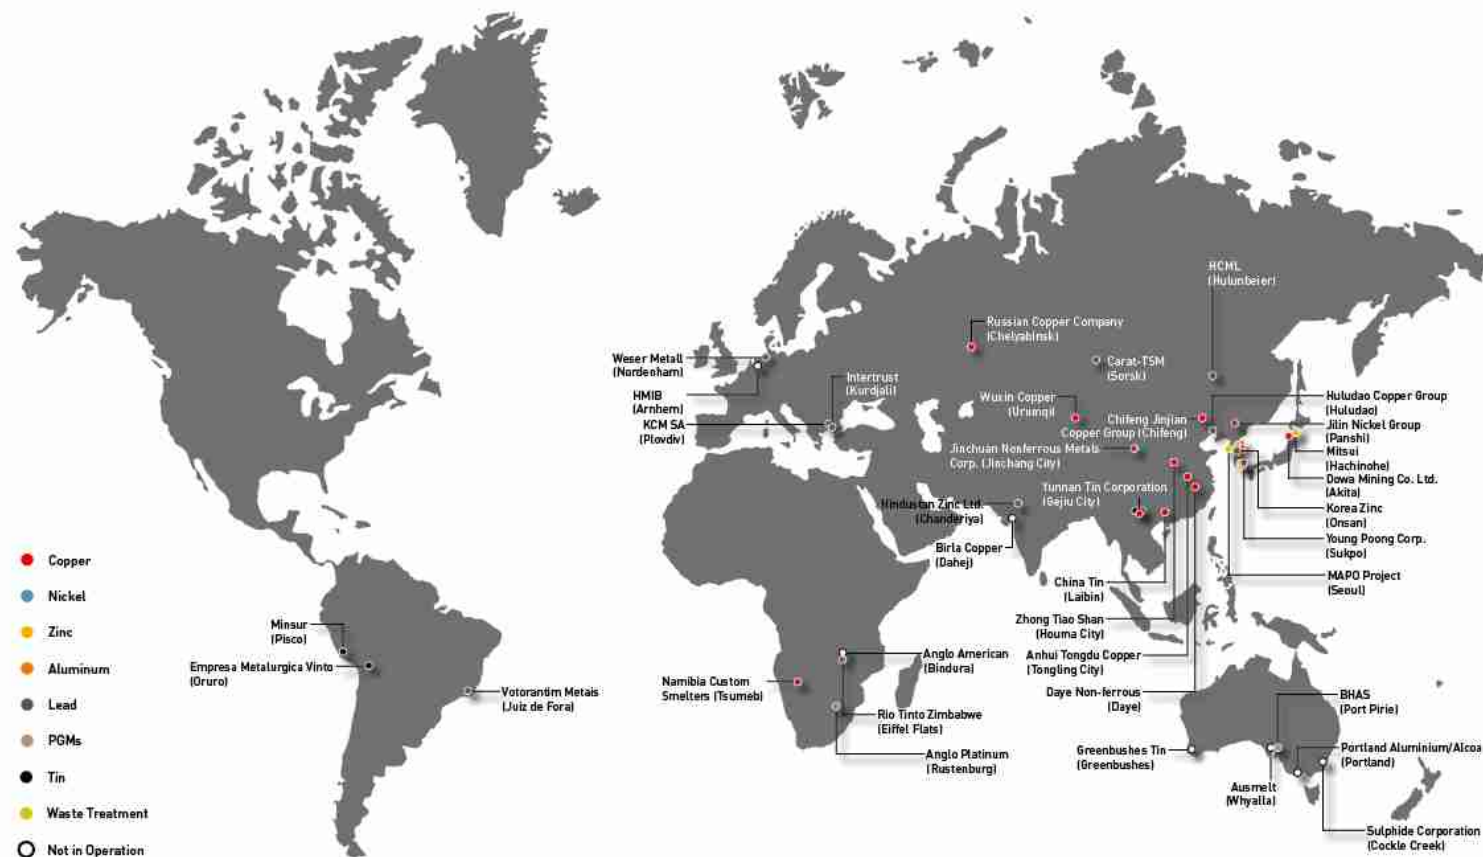 HCML
(Hulunbeier)
Russian Copper Company
(Chelyabinsk)
Weser Metall
(Nordenham)
Carat-TSM
(Sorsk)
Intertrust
(Kurdjali)
HMIB
(Arnhem)
Wuxin Copper
(Urumqi)
Huludao Copper Group
(Huludao)
KCM SA
(Plovdiv)
Chifeng Jinjian
Copper Group (Chifeng)
Jilin Nickel Group
(Panshi)
Jinchuan Nonferrous Metals
Corp. (Jinchang City)
Mitsui
(Hachinohe)
Dowa Mining Co. Ltd.
(Akita)
Yunnan Tin Corporation
(Gejiu City)
Hindustan Zinc Ltd.
(Chanderiya)
Korea Zinc
(Onsan)
Birla Copper
(Dahej)
Young Poong Corp.
(Sukpo)
Copper
China Tin
(Laibin)
MAPO Project
(Seoul)
Nickel
Zinc
Minsur
(Pisco)
Zhong Tiao Shan
(Houma City)
Aluminum
Empresa Metalurgica Vinto
(Oruro)
Anglo American
(Bindura)
Anhui Tongdu Copper
(Tongling City)
Lead
Votorantim Metais
(Juiz de Fora)
Namibia Custom
Smelters (Tsumeb)
Daye Non-ferrous
(Daye)
BHAS
(Port Pirie)
PGMs
Rio Tinto Zimbabwe
(Eiffel Flats)
Tin
Anglo Platinum
(Rustenburg)
Greenbushes Tin
(Greenbushes)
Portland Aluminium/Alcoa
(Portland)
Waste Treatment
Ausmelt
(Whyalla)
Not in Operation
Sulphide Corporation
(Cockle Creek)